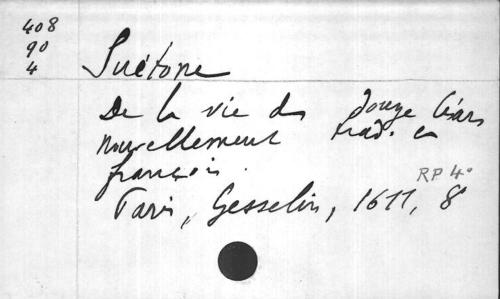 408
90
4
Suétone
De la vie des douze Césars
nouvellement trad. en
françois.
RP 4°
Paris, Gesselin, 1611, 8°